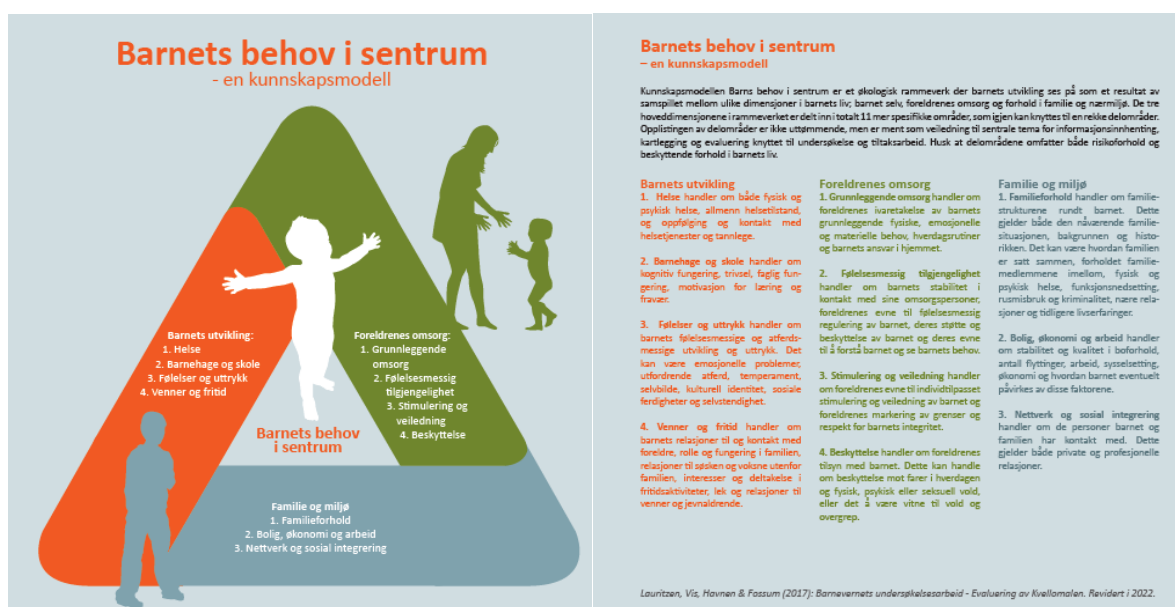 Barnets behov i sentrum
- en kunnskapsmodell
Barnets utvikling:
1. Helse
2. Barnehage og skole
3. Følelser og uttrykk
4. Venner og fritid
Foreldrenes omsorg:
1. Grunnleggende
omsorg
2. Følelsesmessig
tilgjengelighet
3. Stimulering og
veiledning
4. Beskyttelse
Barnets behov
i sentrum
Familie og miljø
1. Familieforhold
2. Bolig, økonomi og arbeid
3. Nettverk og sosial integrering
Barnets behov i sentrum
– en kunnskapsmodell
Kunnskapsmodellen Barns behov i sentrum er et økologisk rammeverk der barnets utvikling ses på som et resultat av
samspillet mellom ulike dimensjoner i barnets liv; barnet selv, foreldrenes omsorg og forhold i familie og nærmiljø. De tre
hoveddimensjonene i rammeverket er delt inn i totalt 11 mer spesifikke områder, som igjen kan knyttes til en rekke delområder.
Opplistingen av delområder er ikke uttømmende, men er ment som veiledning til sentrale tema for informasjonsinnhenting,
kartlegging og evaluering knyttet til undersøkelse og tiltaksarbeid. Husk at delområdene omfatter både risikoforhold og
beskyttende forhold i barnets liv.
Barnets utvikling
1. Helse handler om både fysisk og
psykisk helse, allmenn helsetilstand,
og oppfølging og kontakt med
helsetjenester og tannlege.
2. Barnehage og skole handler om
kognitiv fungering, trivsel, faglig fun-
gering, motivasjon for læring og
fravær.
3. Følelser og uttrykk handler om
barnets følelsesmessige og atferds-
messige utvikling og uttrykk. Det
kan være emosjonelle problemer,
utfordrende atferd, temperament,
selvbilde, kulturell identitet, sosiale
ferdigheter og selvstendighet.
4. Venner og fritid handler om
barnets relasjoner til og kontakt med
foreldre, rolle og fungering i familien,
relasjoner til søsken og voksne utenfor
familien, interesser og deltakelse i
fritidsaktiviteter, lek og relasjoner til
venner og jevnaldrende.
Foreldrenes omsorg
1. Grunnleggende omsorg handler om
foreldrenes ivaretakelse av barnets
grunnleggende fysiske, emosjonelle
og materielle behov, hverdagsrutiner
og barnets ansvar i hjemmet.
2. Følelsesmessig tilgjengelighet
handler om barnets stabilitet i
kontakt med sine omsorgspersoner,
foreldrenes evne til følelsesmessig
regulering av barnet, deres støtte og
beskyttelse av barnet og deres evne
til å forstå barnet og se barnets behov.
3. Stimulering og veiledning handler
om foreldrenes evne til individtilpasset
stimulering og veiledning av barnet og
foreldrenes markering av grenser og
respekt for barnets integritet.
4. Beskyttelse handler om foreldrenes
tilsyn med barnet. Dette kan handle
om beskyttelse mot farer i hverdagen
og fysisk, psykisk eller seksuell vold,
eller det å være vitne til vold og
overgrep.
Familie og miljø
1. Familieforhold handler om familie-
strukturene rundt barnet. Dette
gjelder både den nåværende familie-
situasjonen, bakgrunnen og histo-
rikken. Det kan være hvordan familien
er satt sammen, forholdet familie-
medlemmene imellom, fysisk og
psykisk helse, funksjonsnedsetting,
rusmisbruk og kriminalitet, nære rela-
sjoner og tidligere livserfaringer.
2. Bolig, økonomi og arbeid handler
om stabilitet og kvalitet i boforhold,
antall flyttinger, arbeid, sysselsetting,
økonomi og hvordan barnet eventuelt
påvirkes av disse faktorene.
3. Nettverk og sosial integrering
handler om de personer barnet og
familien har kontakt med. Dette
gjelder både private og profesjonelle
relasjoner.
Lauritzen, Vis, Havnen & Fossum (2017): Barnevernets undersøkelsesarbeid - Evaluering av Kvellomalen. Revidert i 2022.